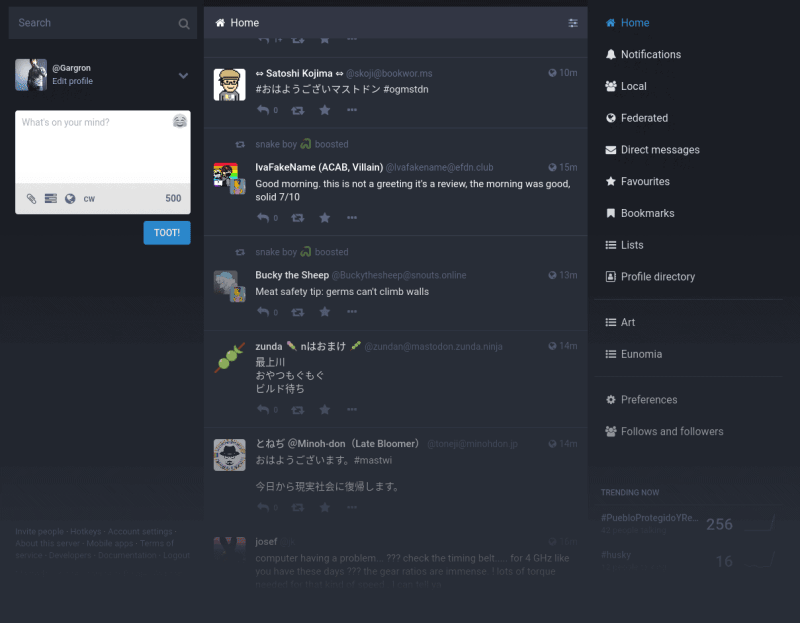 Search
@Gargron
Edit profile
What's on your mind?
CW
500
TOOT!
Invite people · Hotkeys · Account settings ·
About this server · Mobile apps · Terms of
service · Developers · Documentation · Logout
Home
⇔ Satoshi Kojima ⇔ @skoji@bookwor.ms 10m
#おはようございマストドン #ogmstdn
0
snake boy boosted
IvaFakeName (ACAB, Villain) @Ivafakename@efdn.club 15m
Good morning. this is not a greeting it's a review, the morning was good,
solid 7/10
0
snake boy boosted
Bucky the Sheep @Buckythesheep@snouts.online 13m
Meat safety tip: germs can't climb walls
0
zunda nはおまけ @zundan@mastodon.zunda.ninja 14m
最上川
おやつもぐもぐ
ビルド待ち
0
とねぢ @Minoh-don（Late Bloomer） @toneji@minohdon.jp 14m
おはようございます。#mastwi
今日から現実社会に復帰します。
0
josef
computer having a problem... ??? check the timing belt .... for 4 GHz like
you have these days ??? the gear ratios are immense. ! lots of torque
Home
Notifications
Local
Federated
Direct messages
Favourites
Bookmarks
Lists
Profile directory
Art
Eunomia
Preferences
Follows and followers
TRENDING NOW
#PuebloProtegidoYRe... 256
#husky
16